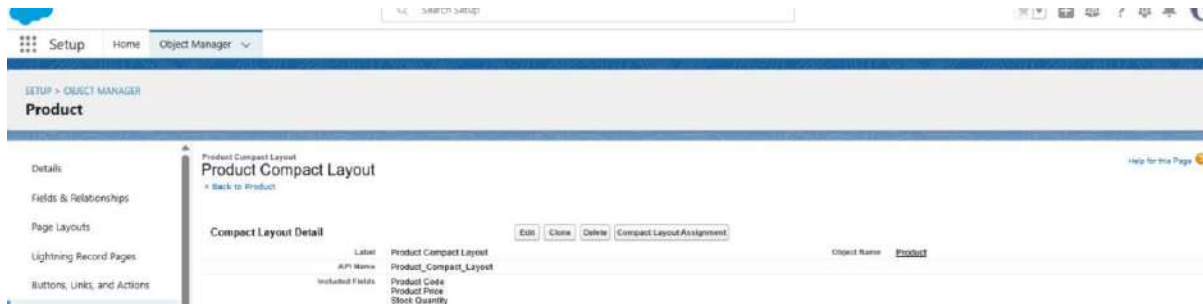 Search Setup
Setup Home Object Manager
SETUP > OBJECT MANAGER
Product
Details
Fields & Relationships
Page Layouts
Lightning Record Pages
Buttons, Links, and Actions
Product Compact Layout
Product Compact Layout
« Back to Product
Help for this Page
Compact Layout Detail Edit Clone Delete Compact Layout Assignment
Label Product Compact Layout Object Name Product
API Name Product_Compact_Layout
Included Fields Product Code
Product Price
Stock Quantity